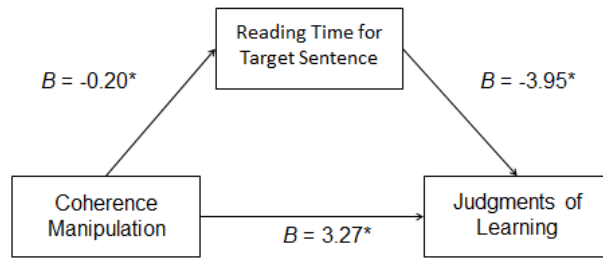 Reading Time for
Target Sentence
B = -0.20*
B = -3.95*
Coherence
Manipulation
Judgments of
Learning
B = 3.27*